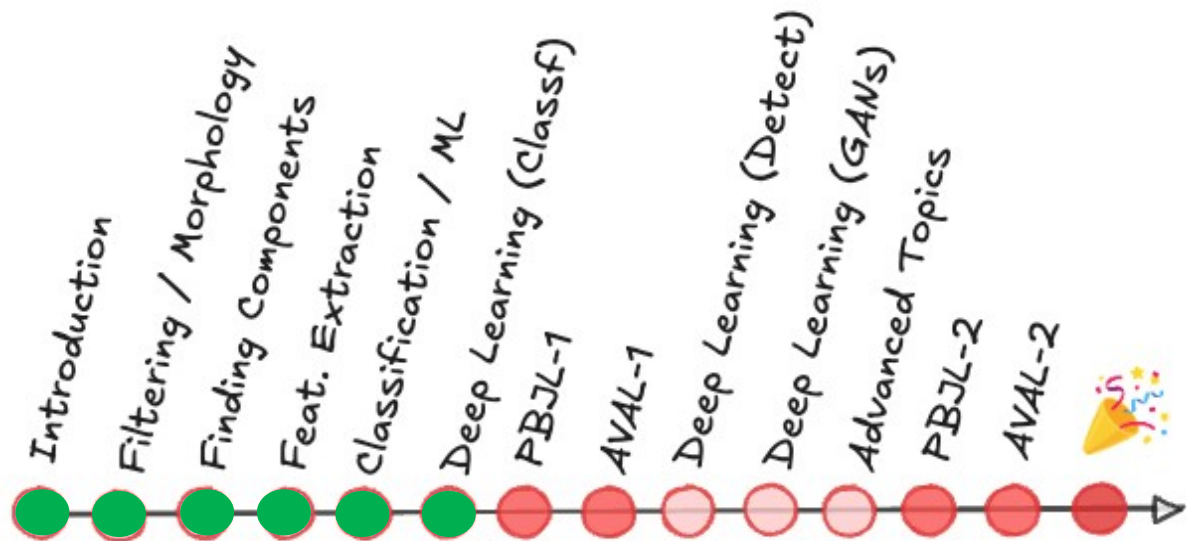 Introduction
Filtering / Morphology
Finding Components
Feat. Extraction
Classification / ML
Deep Learning (Classf)
PBJL-1
AVAL-1
Deep Learning (Detect)
Deep Learning (GANs)
Advanced Topics
PBJL-2
AVAL-2